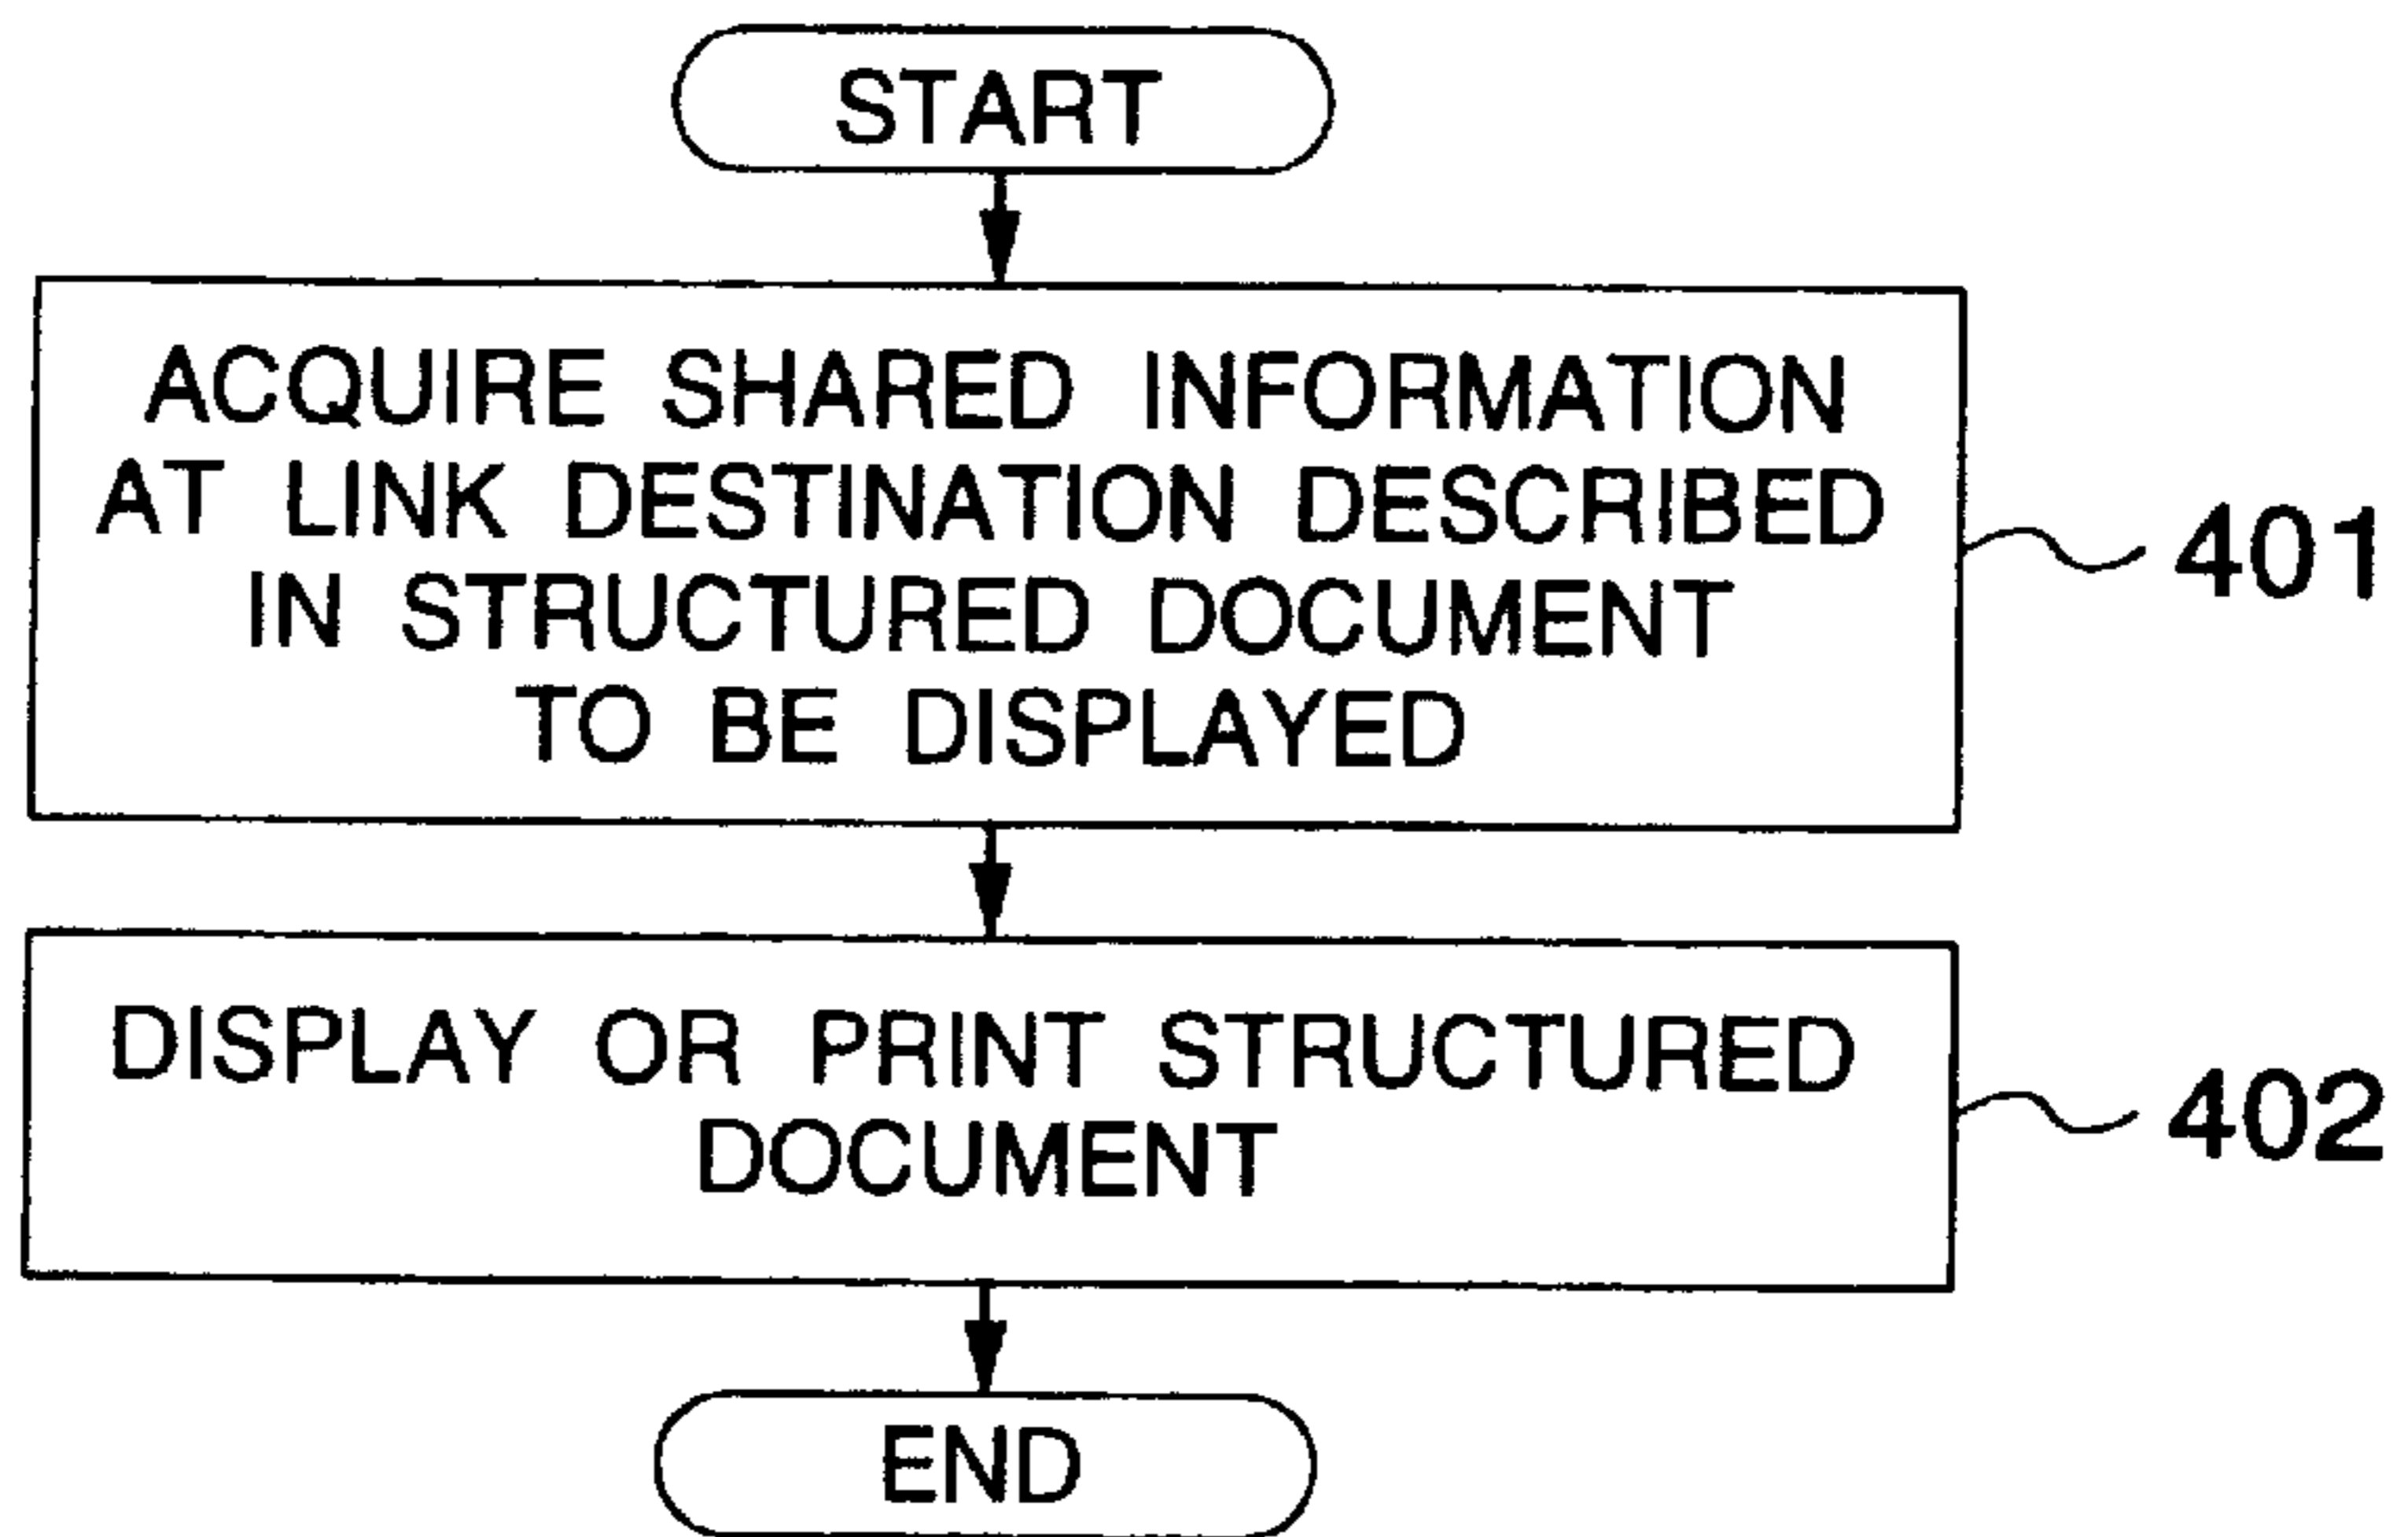 START
ACQUIRE SHARED INFORMATION
AT LINK DESTINATION DESCRIBED
IN STRUCTURED DOCUMENT
TO BE DISPLAYED
401
DISPLAY OR PRINT STRUCTURED
DOCUMENT
402
END